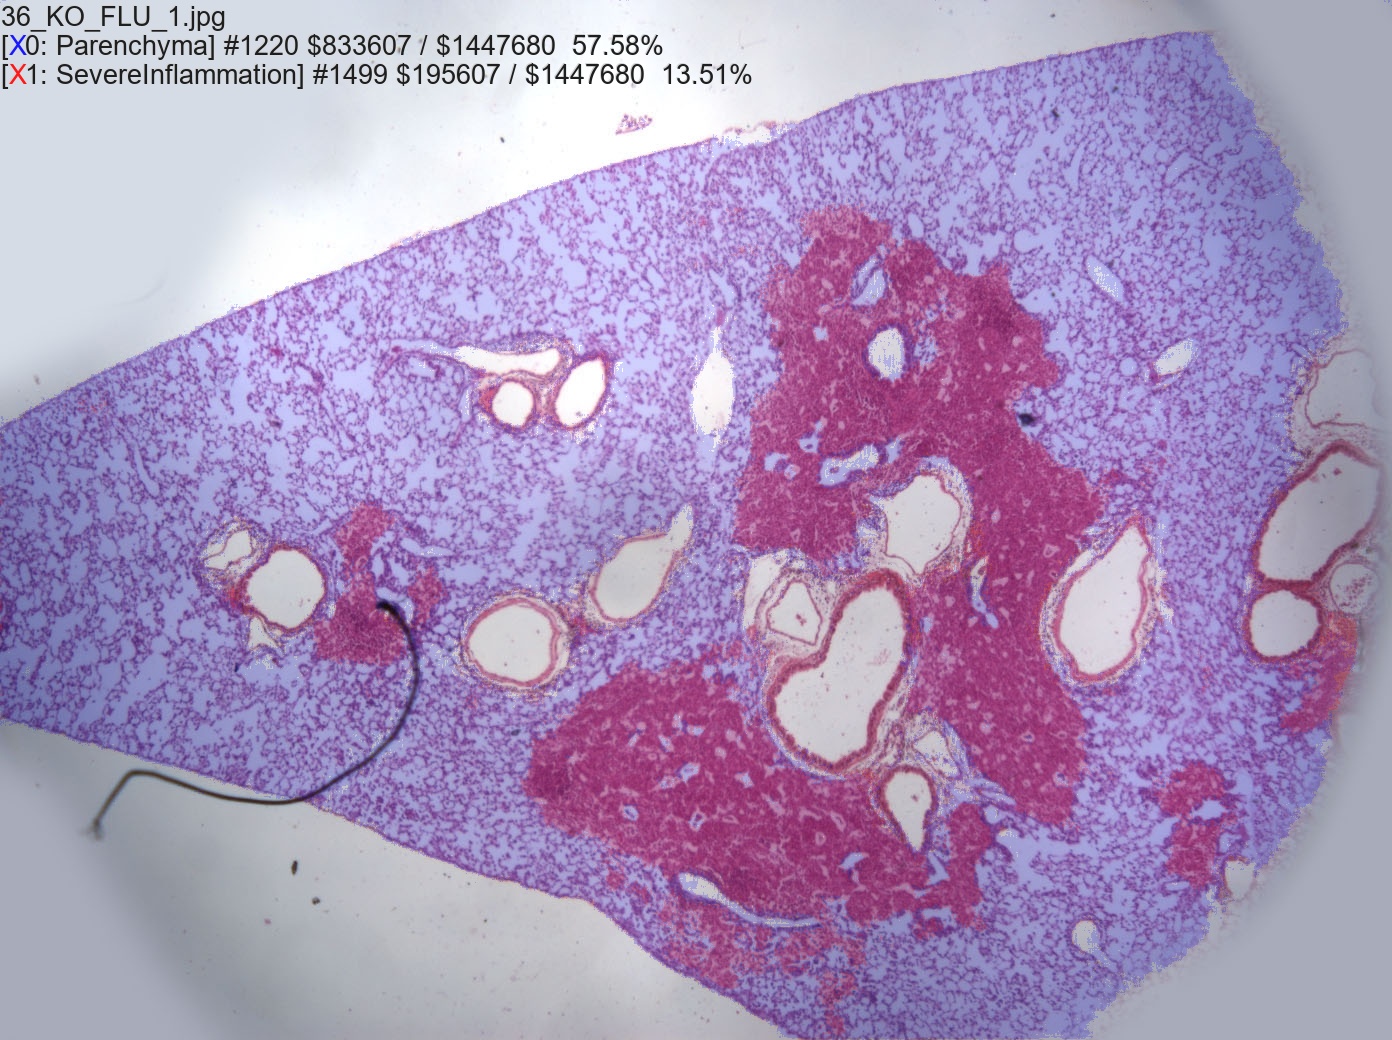 36_KO_FLU_1.jpg
[X0: Parenchyma] #1220 $833607 / $1447680 57.58%
[X1: SevereInflammation] #1499 $195607 / $1447680 13.51%